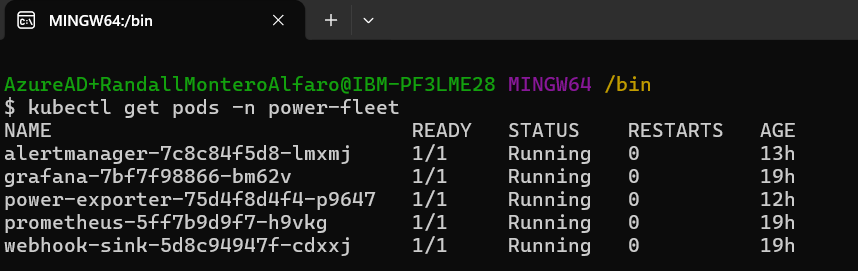 MINGW64:/bin
AzureAD+RandallMonteroAlfaro@IBM-PF3LME28 MINGW64 /bin
$ kubectl get pods -n power-fleet
NAME READY STATUS RESTARTS AGE
alertmanager-7c8c84f5d8-lmxmj 1/1 Running 0 13h
grafana-7bf7f98866-bm62v 1/1 Running 0 19h
power-exporter-75d4f8d4f4-p9647 1/1 Running 0 12h
prometheus-5ff7b9d9f7-h9vkg 1/1 Running 0 19h
webhook-sink-5d8c94947f-cdxxj 1/1 Running 0 19h